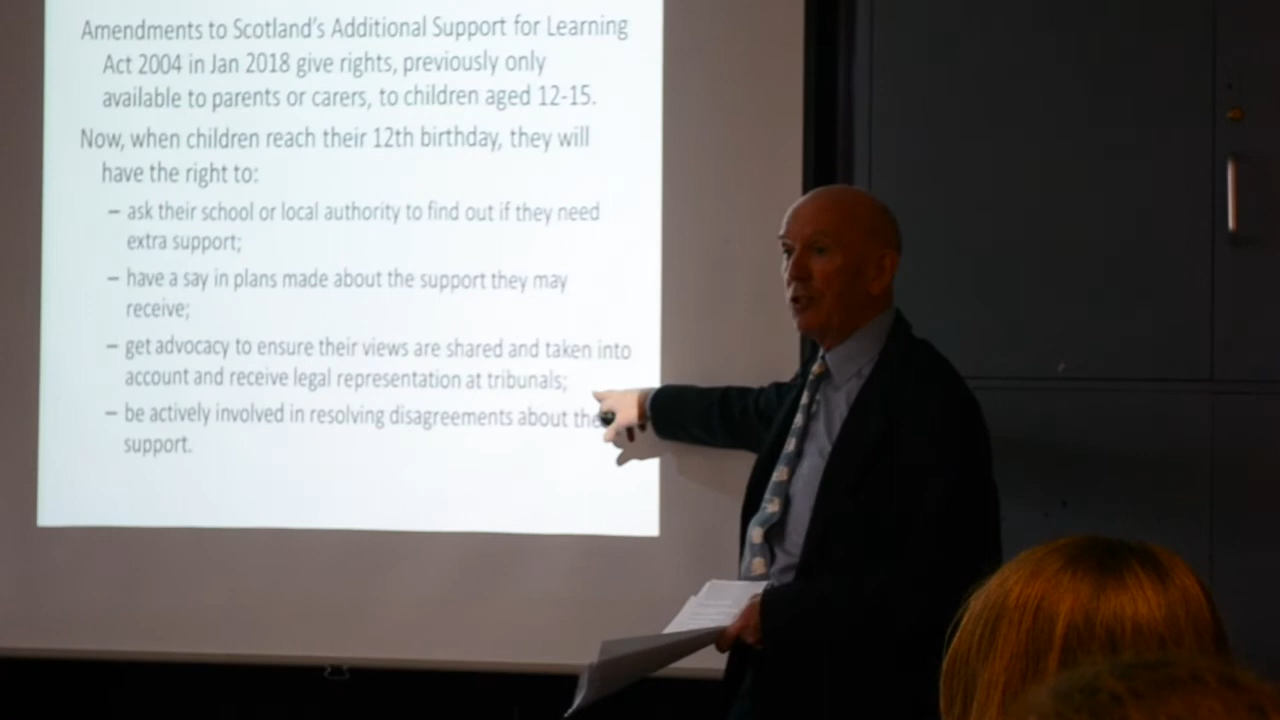 Amendments to Scotland's Additional Support for Learning
Act 2004 in Jan 2018 give rights, previously only
available to parents or carers, to children aged 12-15.
Now, when children reach their 12th birthday, they will
have the right to:
– ask their school or local authority to find out if they need
extra support;
– have a say in plans made about the support they may
receive;
– get advocacy to ensure their views are shared and taken into
account and receive legal representation at tribunals;
– be actively involved in resolving disagreements about
support.